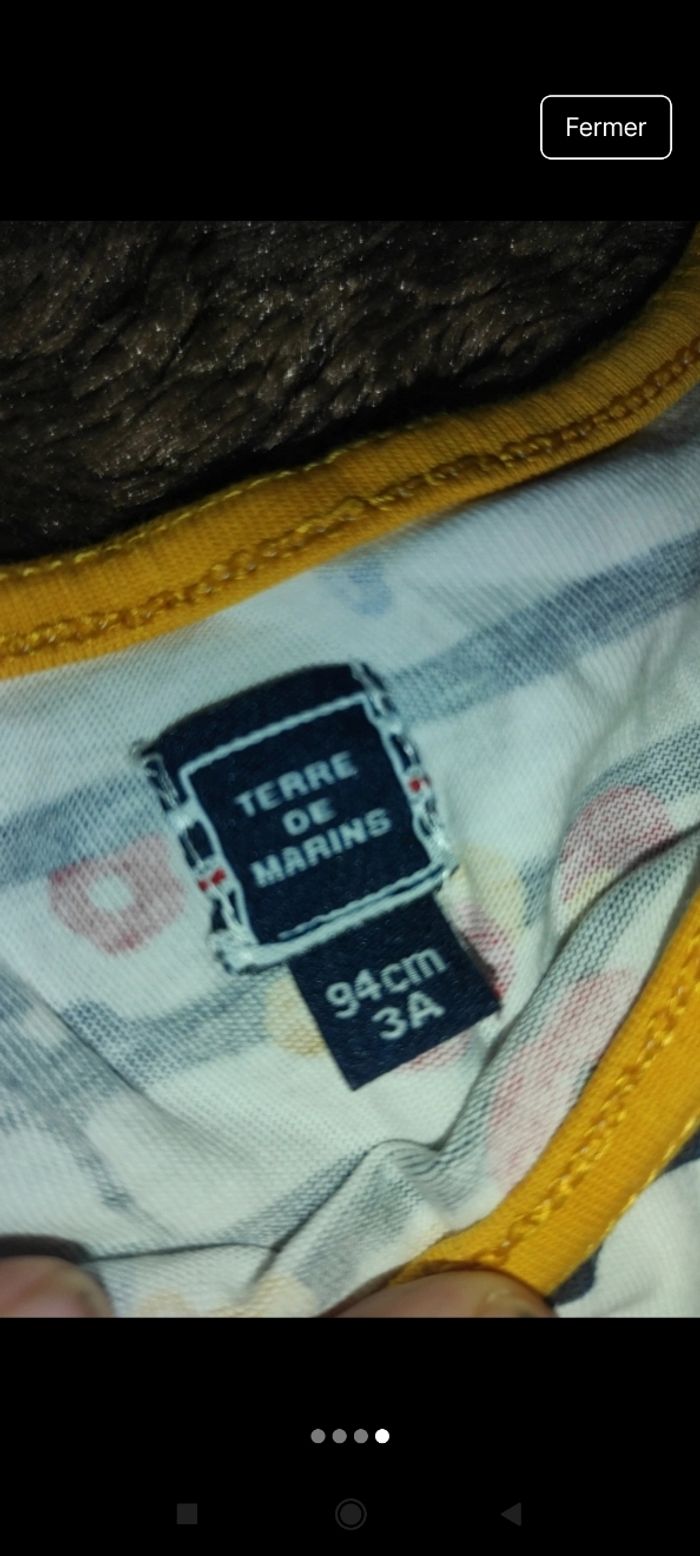 Fermer
TERRE
DE
MARINS
94cm
3A